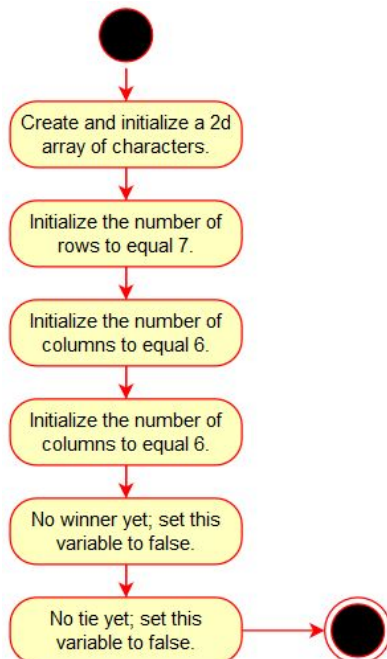 Create and initialize a 2d
array of characters.
Initialize the number of
rows to equal 7.
Initialize the number of
columns to equal 6.
Initialize the number of
columns to equal 6.
No winner yet; set this
variable to false.
No tie yet; set this
variable to false.